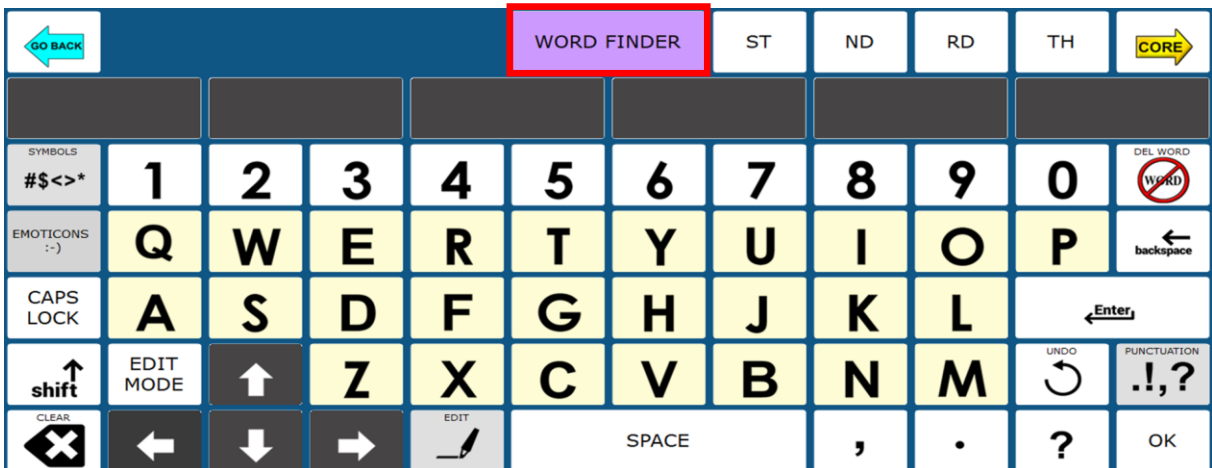 GO BACK WORD FINDER ST ND RD TH CORE
SYMBOLS
#$<>* 1 2 3 4 5 6 7 8 9 0 DEL WORD
WORD
EMOTICONS
:-) Q W E R T Y U I O P backspace
CAPS
LOCK A S D F G H J K L Enter
shift EDIT
MODE Z X C V B N M UNDO PUNCTUATION
.!,?
CLEAR EDIT SPACE , . ? OK